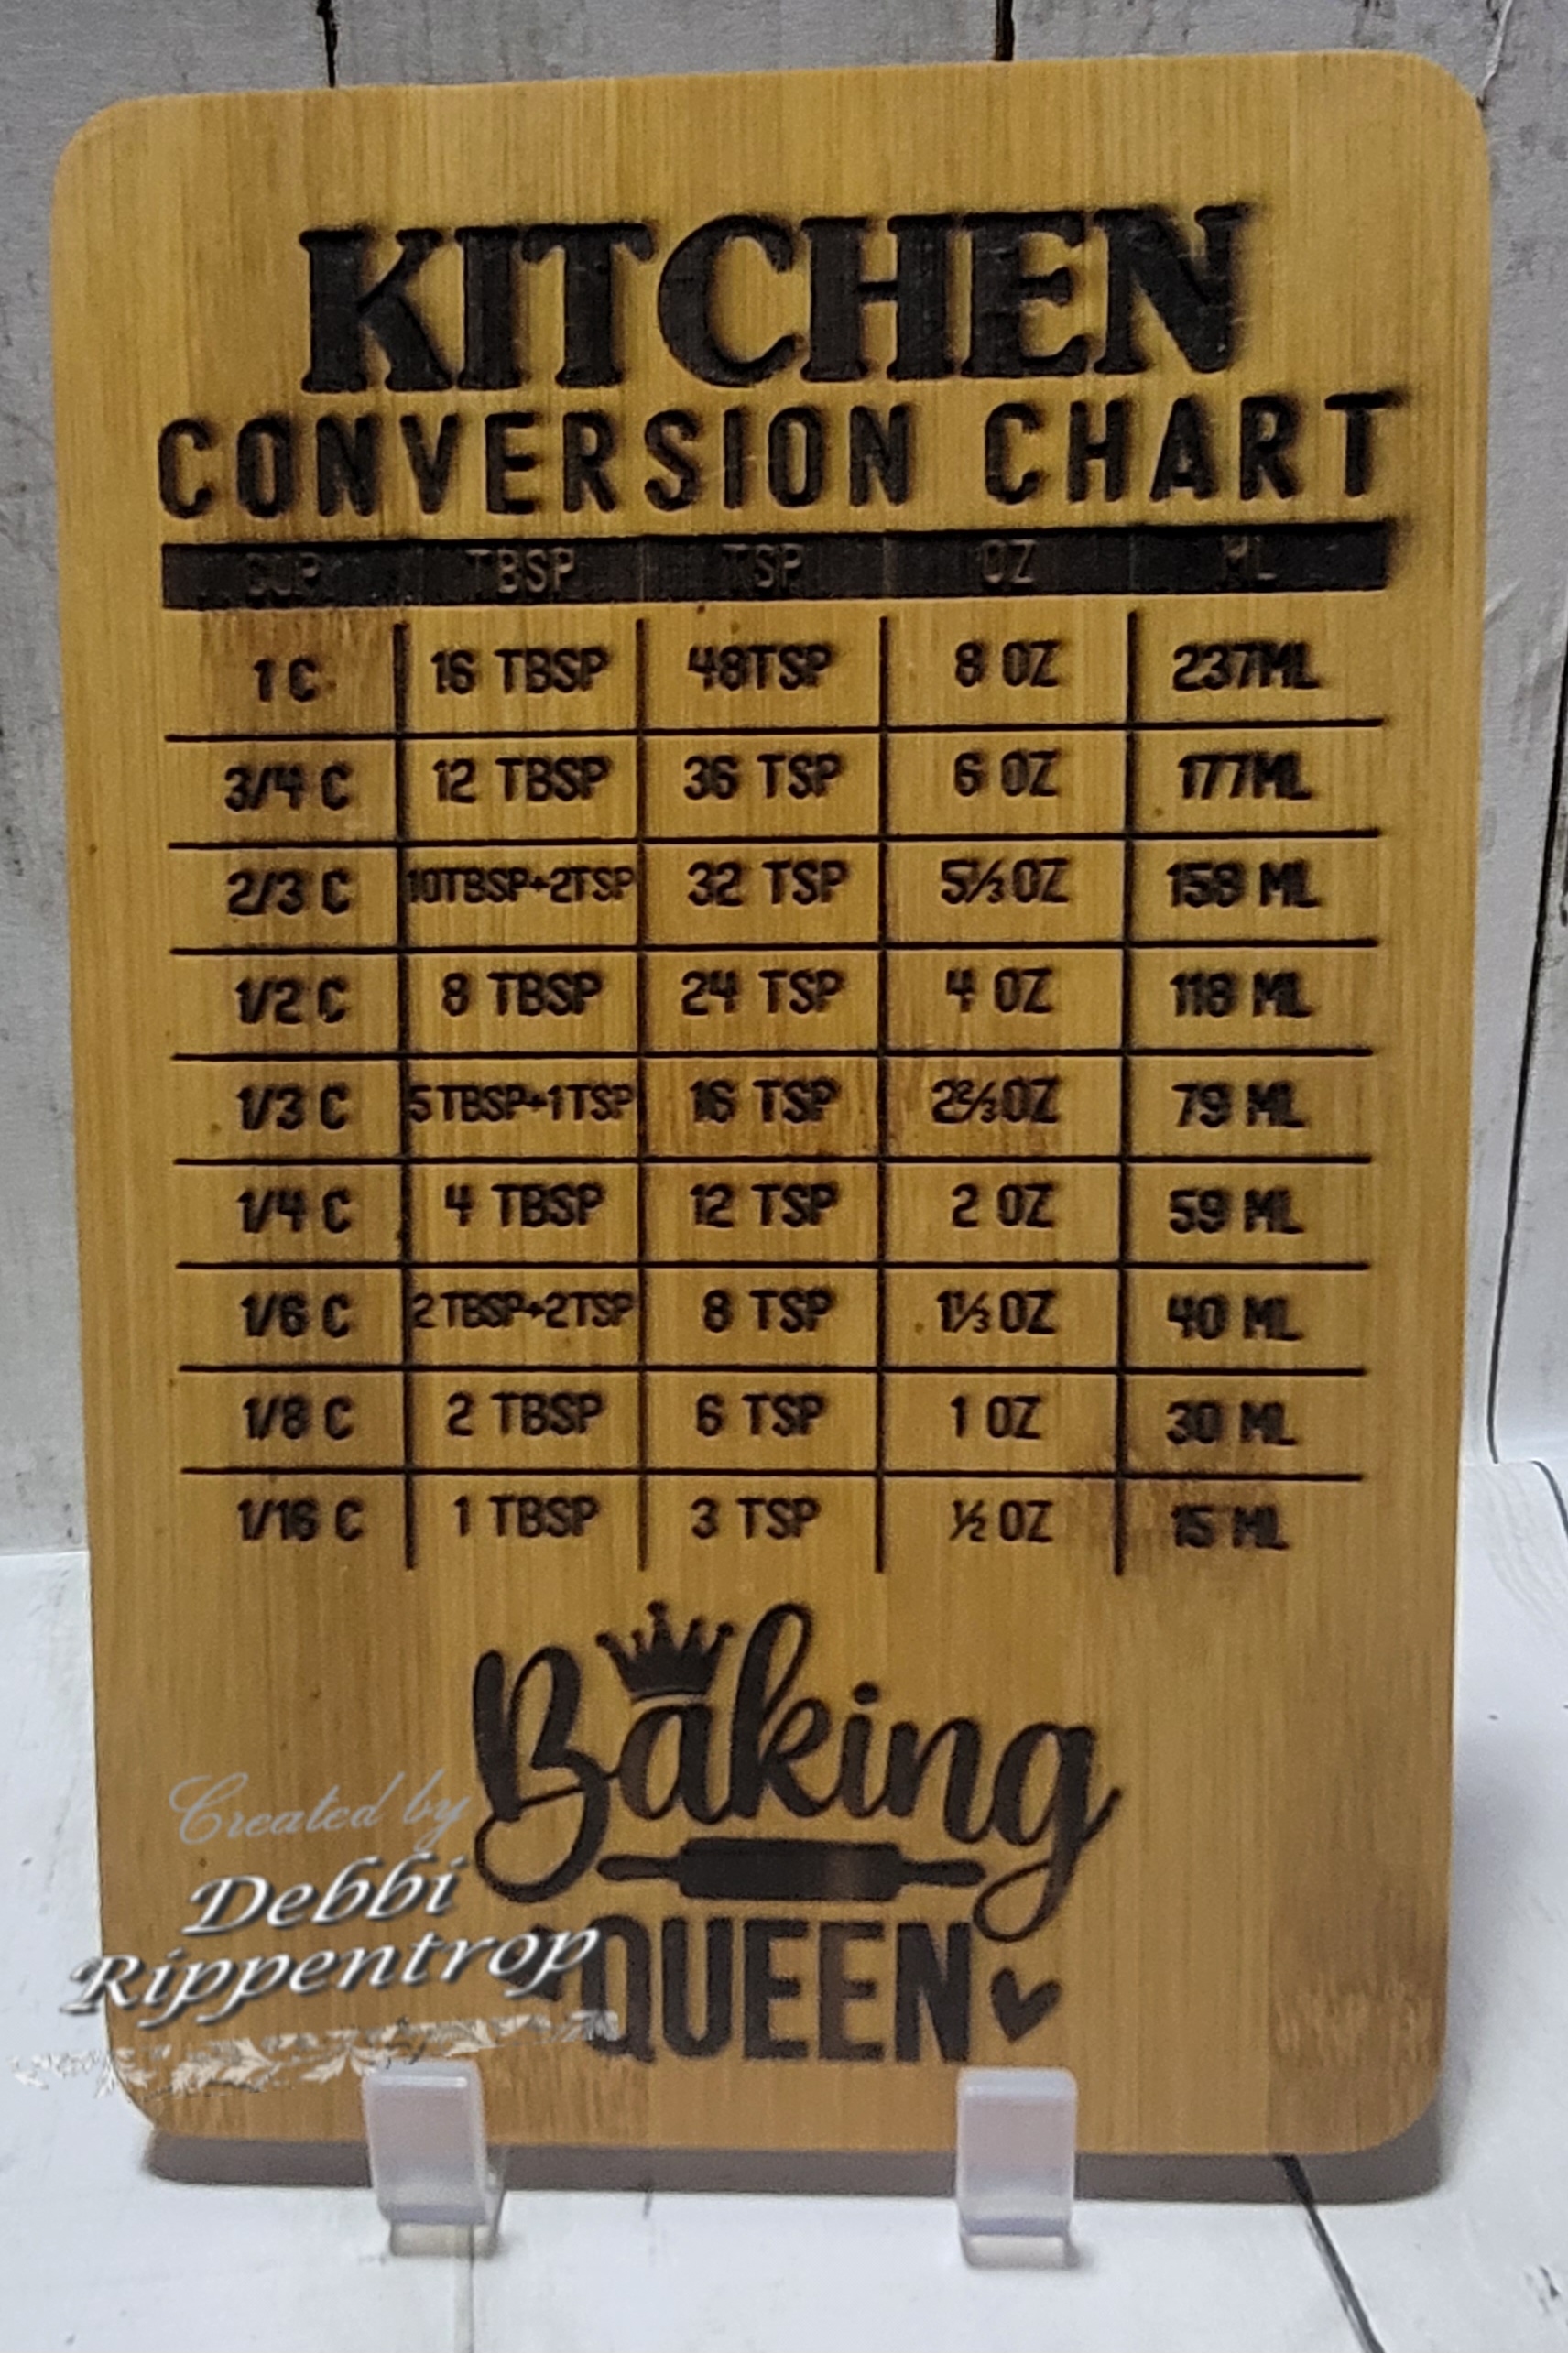 KITCHEN
CONVERSION CHART
CUP TBSP TSP OZ ML
1 C 16 TBSP 48TSP 8 OZ 237ML
3/4 C 12 TBSP 36 TSP 6 OZ 177ML
2/3 C 10TBSP+2TSP 32 TSP 5⅓OZ 158 ML
1/2 C 8 TBSP 24 TSP 4 OZ 118 ML
1/3 C 5TBSP+1TSP 16 TSP 2⅔OZ 79 ML
1/4 C 4 TBSP 12 TSP 2 OZ 59 ML
1/6 C 2TBSP+2TSP 8 TSP 1⅓OZ 40 ML
1/8 C 2 TBSP 6 TSP 1 OZ 30 ML
1/16 C 1 TBSP 3 TSP ½OZ 15 ML
Baking
QUEEN
Created by
Debbi
Rippentrop